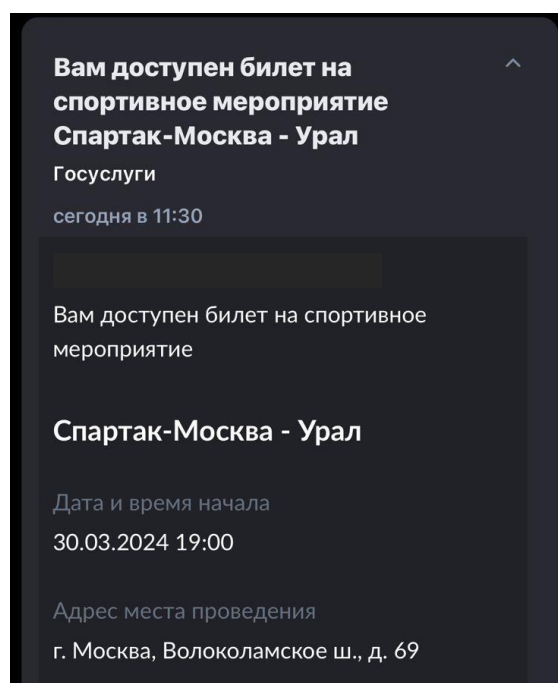 Вам доступен билет на
спортивное мероприятие
Спартак-Москва - Урал
Госуслуги
сегодня в 11:30
Вам доступен билет на спортивное
мероприятие
Спартак-Москва - Урал
Дата и время начала
30.03.2024 19:00
Адрес места проведения
г. Москва, Волоколамское ш., д. 69